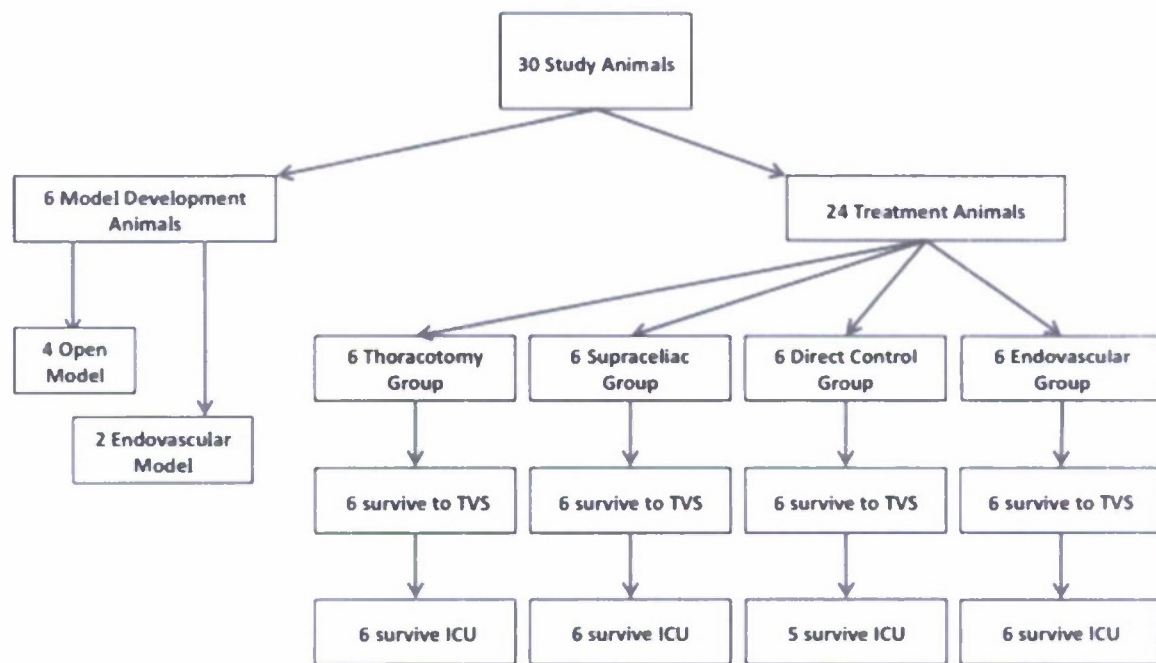 30 Study Animals
6 Model Development
Animals
24 Treatment Animals
4 Open
Model
2 Endovascular
Model
6 Thoracotomy
Group
6 Supraceliac
Group
6 Direct Control
Group
6 Endovascular
Group
6 survive to TVS
6 survive to TVS
6 survive to TVS
6 survive to TVS
6 survive ICU
6 survive ICU
5 survive ICU
6 survive ICU